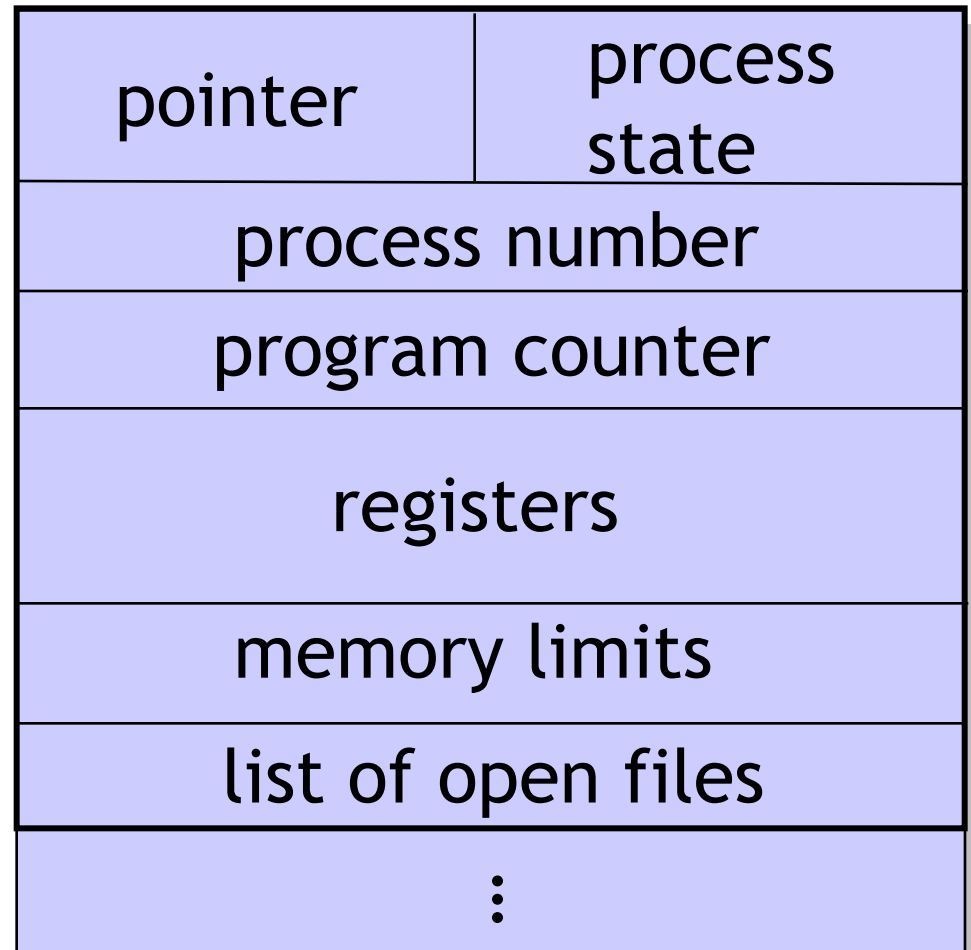 pointer
process
state
process number
program counter
registers
memory limits
list of open files
⋮